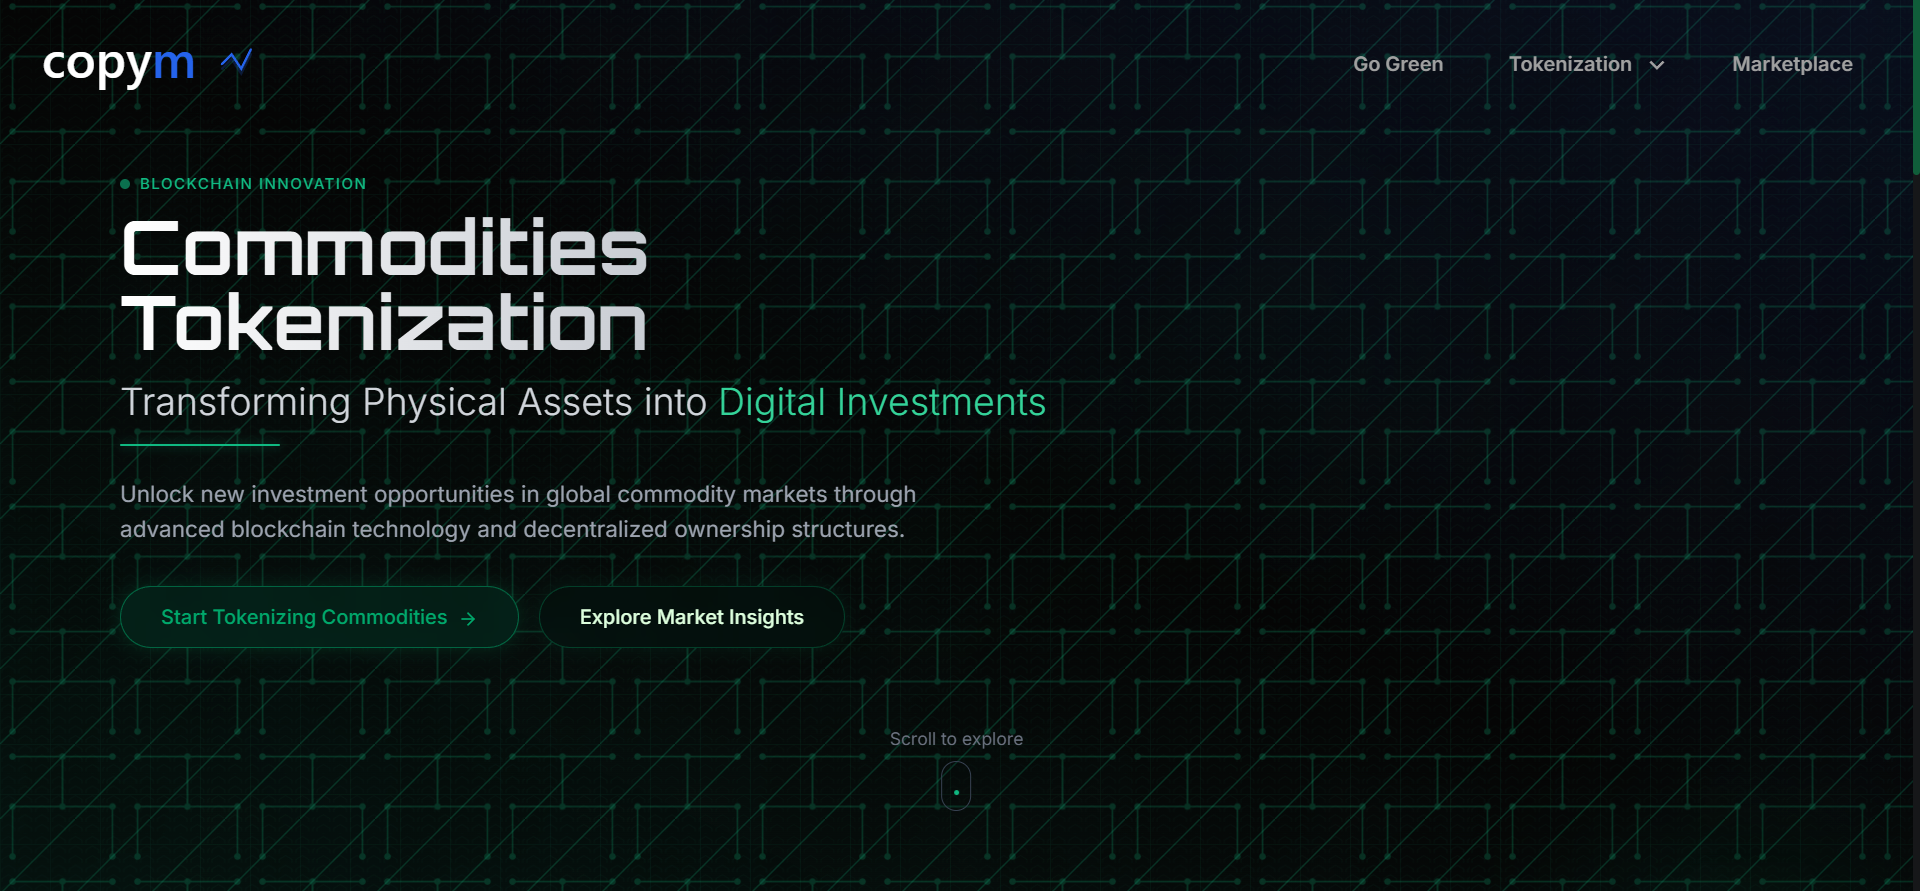 copym
Go Green
Tokenization
Marketplace
BLOCKCHAIN INNOVATION
Commodities
Tokenization
Transforming Physical Assets into Digital Investments
Unlock new investment opportunities in global commodity markets through
advanced blockchain technology and decentralized ownership structures.
Start Tokenizing Commodities →
Explore Market Insights
Scroll to explore